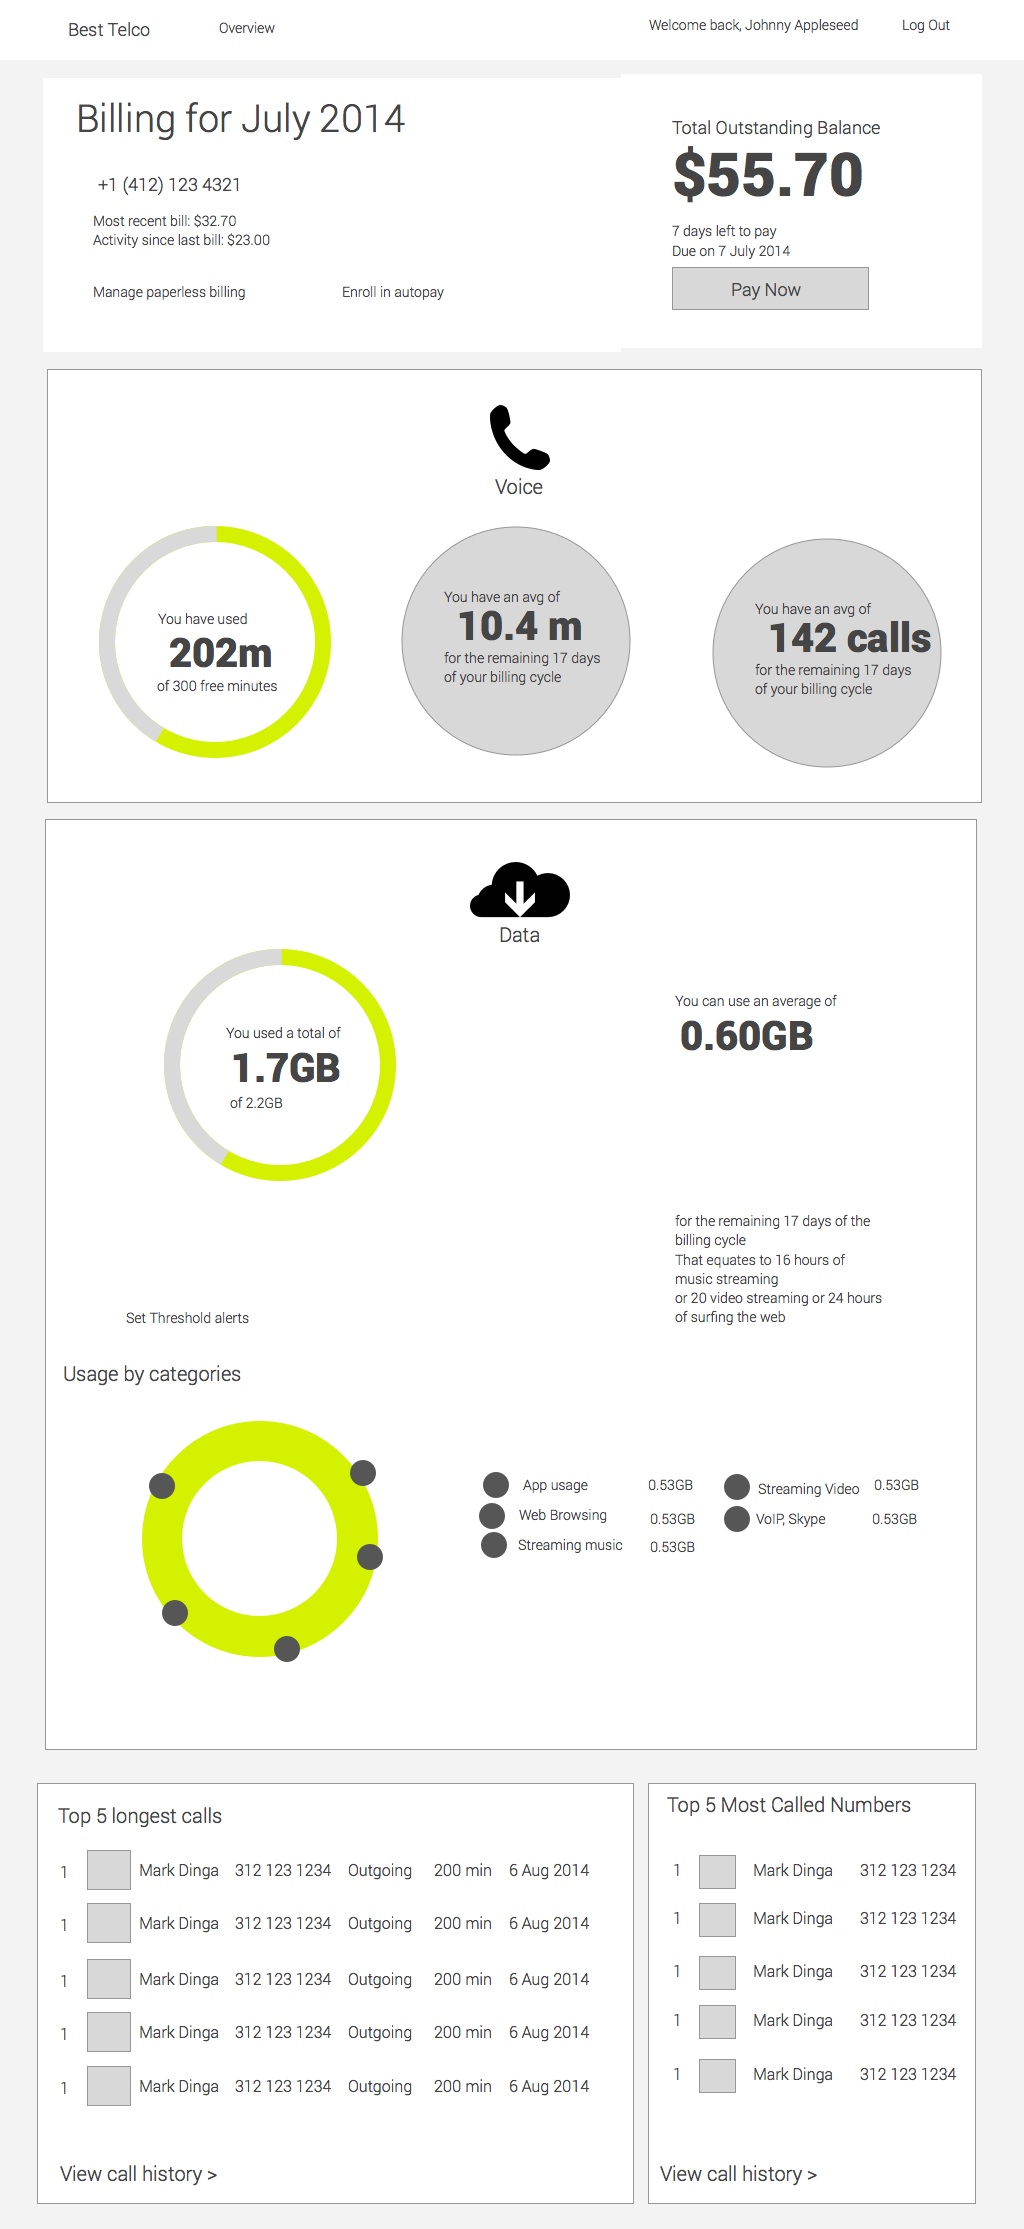 Best Telco
Overview
Welcome back, Johnny Appleseed
Log Out
Billing for July 2014
+1 (412) 123 4321
Most recent bill: $32.70
Activity since last bill: $23.00
Manage paperless billing
Enroll in autopay
Total Outstanding Balance
$55.70
7 days left to pay
Due on 7 July 2014
Pay Now
Voice
You have used
202m
of 300 free minutes
You have an avg of
10.4 m
for the remaining 17 days
of your billing cycle
You have an avg of
142 calls
for the remaining 17 days
of your billing cycle
Data
You used a total of
1.7GB
of 2.2GB
You can use an average of
0.60GB
for the remaining 17 days of the
billing cycle
That equates to 16 hours of
music streaming
or 20 video streaming or 24 hours
of surfing the web
Set Threshold alerts
Usage by categories
App usage 0.53GB
Web Browsing 0.53GB
Streaming music 0.53GB
Streaming Video 0.53GB
VoIP, Skype 0.53GB
Top 5 longest calls
1 Mark Dinga 312 123 1234 Outgoing 200 min 6 Aug 2014
1 Mark Dinga 312 123 1234 Outgoing 200 min 6 Aug 2014
1 Mark Dinga 312 123 1234 Outgoing 200 min 6 Aug 2014
1 Mark Dinga 312 123 1234 Outgoing 200 min 6 Aug 2014
1 Mark Dinga 312 123 1234 Outgoing 200 min 6 Aug 2014
View call history >
Top 5 Most Called Numbers
1 Mark Dinga 312 123 1234
1 Mark Dinga 312 123 1234
1 Mark Dinga 312 123 1234
1 Mark Dinga 312 123 1234
1 Mark Dinga 312 123 1234
View call history >